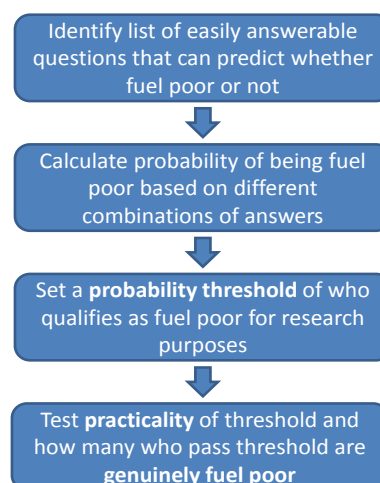 Identify list of easily answerable
questions that can predict whether
fuel poor or not
Calculate probability of being fuel
poor based on different
combinations of answers
Set a probability threshold of who
qualifies as fuel poor for research
purposes
Test practicality of threshold and
how many who pass threshold are
genuinely fuel poor